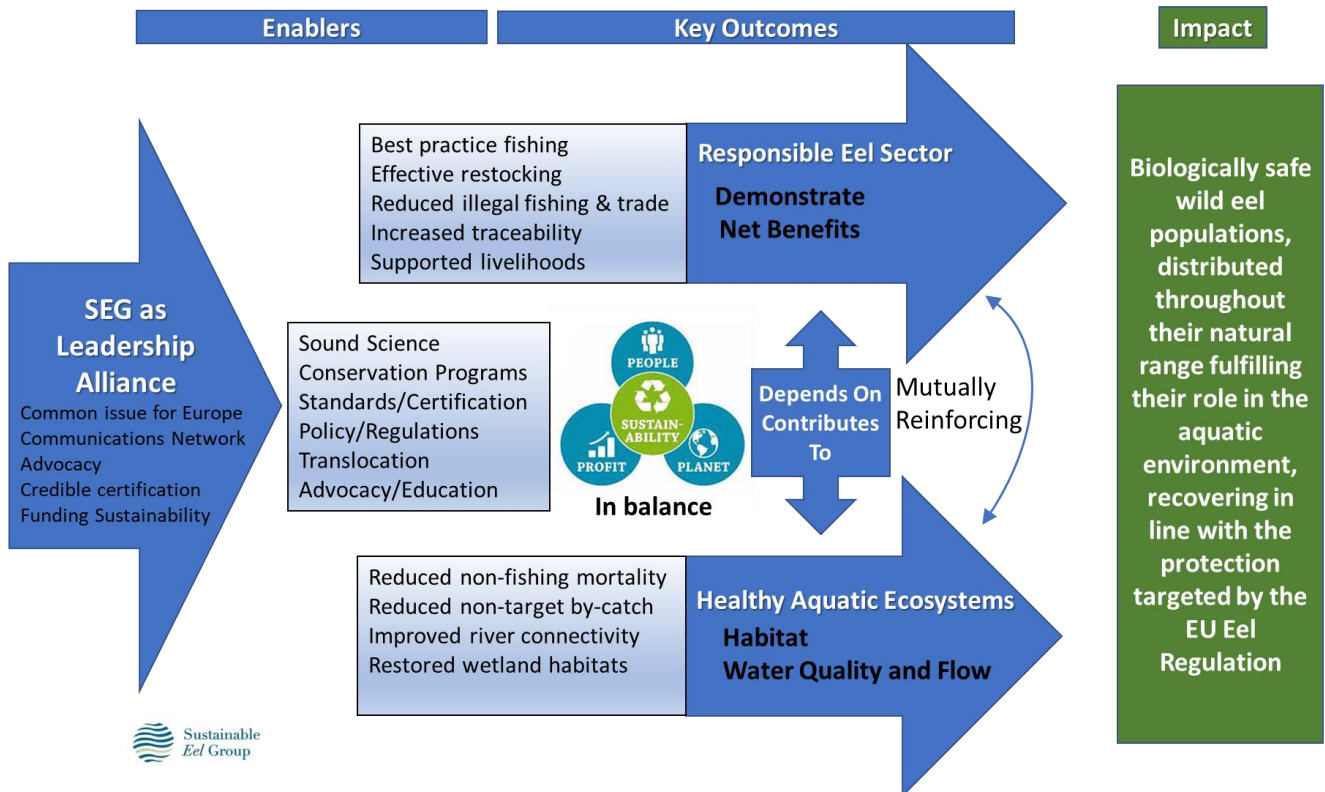 Enablers
Key Outcomes
Impact
SEG as
Leadership
Alliance
Common issue for Europe
Communications Network
Advocacy
Credible certification
Funding Sustainability
Best practice fishing
Effective restocking
Reduced illegal fishing & trade
Increased traceability
Supported livelihoods
Responsible Eel Sector
Demonstrate
Net Benefits
Sound Science
Conservation Programs
Standards/Certification
Policy/Regulations
Translocation
Advocacy/Education
PEOPLE
SUSTAIN-
ABILITY
PROFIT
PLANET
In balance
Depends On
Contributes
To
Mutually
Reinforcing
Reduced non-fishing mortality
Reduced non-target by-catch
Improved river connectivity
Restored wetland habitats
Healthy Aquatic Ecosystems
Habitat
Water Quality and Flow
Biologically safe
wild eel
populations,
distributed
throughout
their natural
range fulfilling
their role in the
aquatic
environment,
recovering in
line with the
protection
targeted by the
EU Eel
Regulation
Sustainable
Eel Group